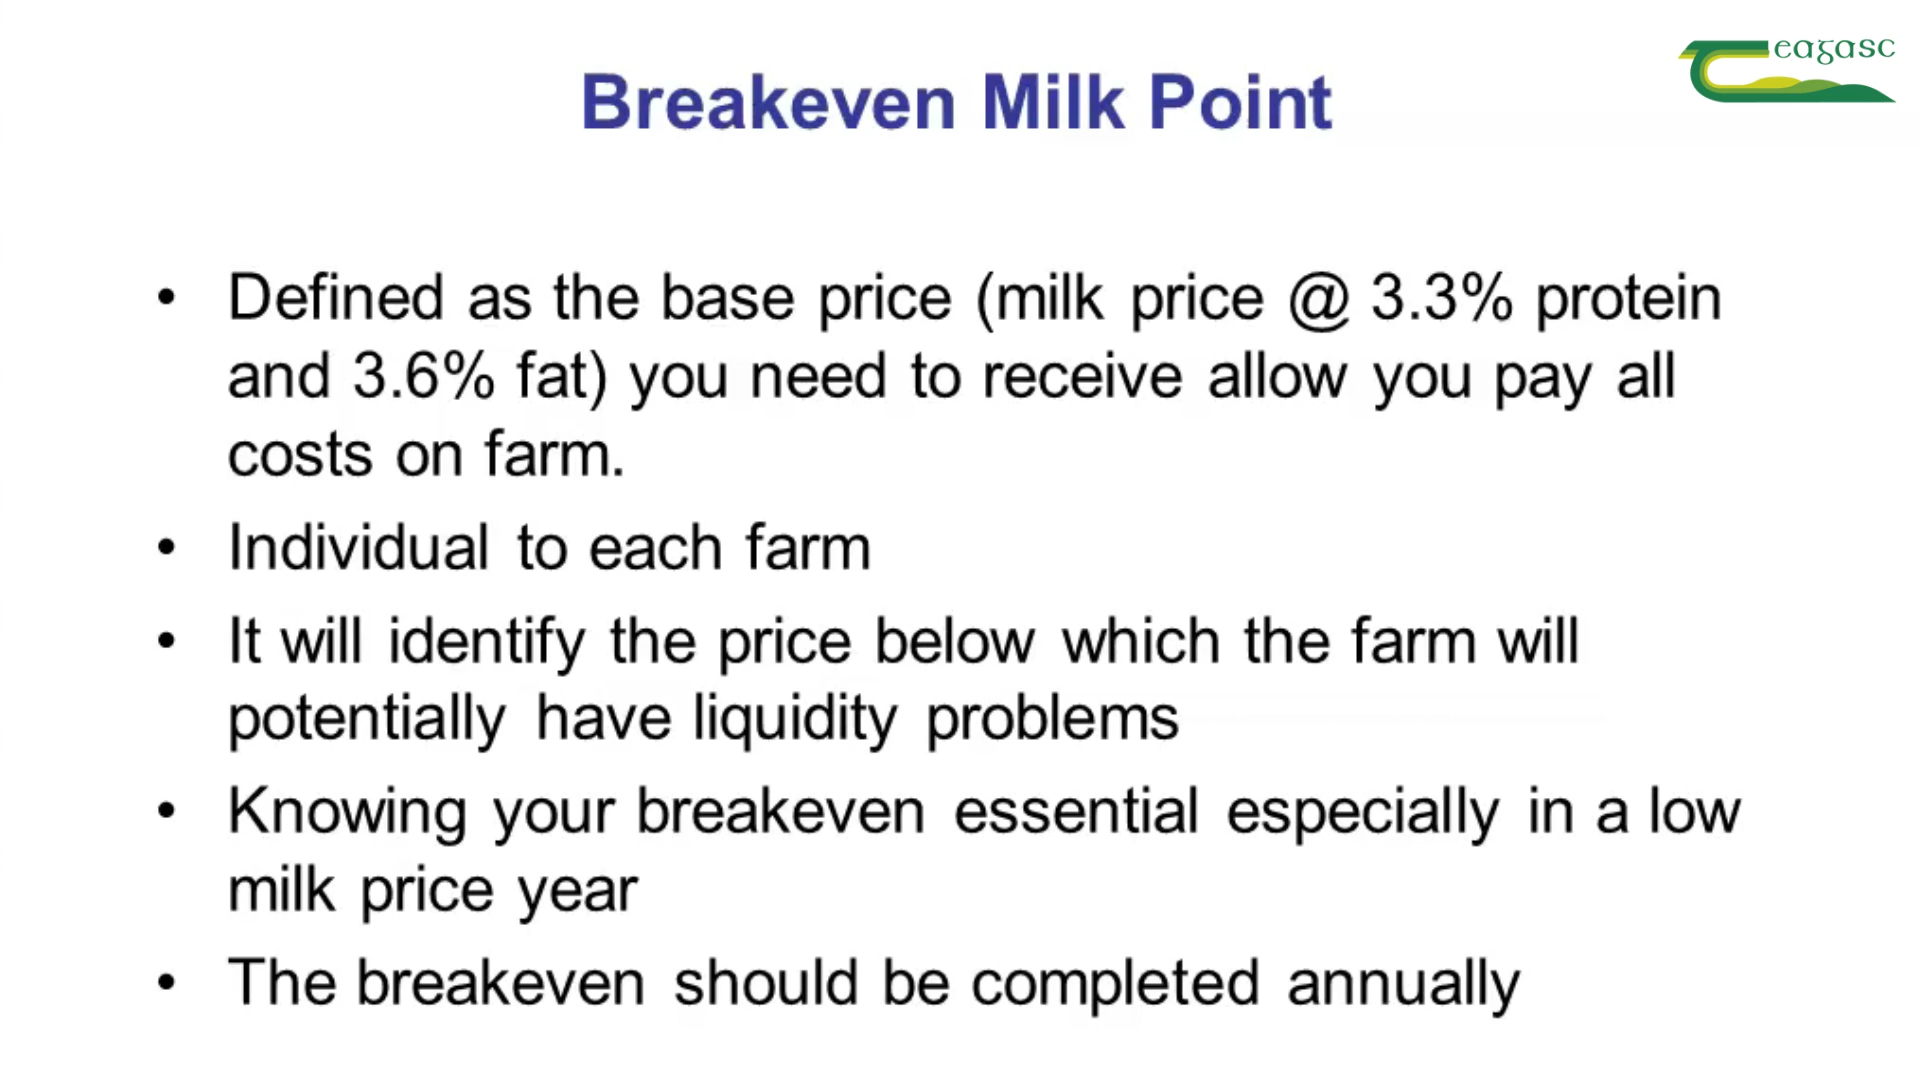 eagasc
Breakeven Milk Point
• Defined as the base price (milk price @ 3.3% protein
and 3.6% fat) you need to receive allow you pay all
costs on farm.
• Individual to each farm
• It will identify the price below which the farm will
potentially have liquidity problems
• Knowing your breakeven essential especially in a low
milk price year
• The breakeven should be completed annually